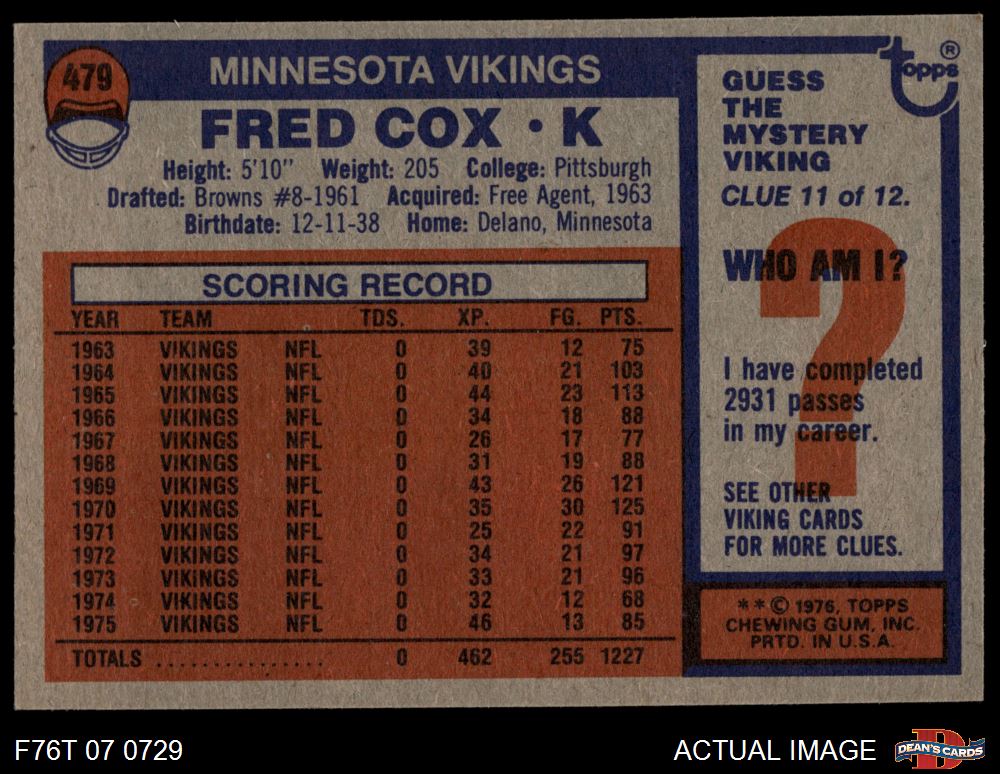 479
MINNESOTA VIKINGS
FRED COX • K
Height: 5'10" Weight: 205 College: Pittsburgh
Drafted: Browns #8-1961 Acquired: Free Agent, 1963
Birthdate: 12-11-38 Home: Delano, Minnesota
SCORING RECORD
YEAR TEAM TDS. XP. FG. PTS.
1963 VIKINGS NFL 0 39 12 75
1964 VIKINGS NFL 0 40 21 103
1965 VIKINGS NFL 0 44 23 113
1966 VIKINGS NFL 0 34 18 88
1967 VIKINGS NFL 0 26 17 77
1968 VIKINGS NFL 0 31 19 88
1969 VIKINGS NFL 0 43 26 121
1970 VIKINGS NFL 0 35 30 125
1971 VIKINGS NFL 0 25 22 91
1972 VIKINGS NFL 0 34 21 97
1973 VIKINGS NFL 0 33 21 96
1974 VIKINGS NFL 0 32 12 68
1975 VIKINGS NFL 0 46 13 85
TOTALS ................ 0 462 255 1227
topps ®
GUESS
THE
MYSTERY
VIKING
CLUE 11 of 12.
WHO AM I?
?
I have completed
2931 passes
in my career.
SEE OTHER
VIKING CARDS
FOR MORE CLUES.
** © 1976, TOPPS
CHEWING GUM, INC.
PRTD. IN U.S.A.
F76T 07 0729
ACTUAL IMAGE
D
DEAN'S CARDS